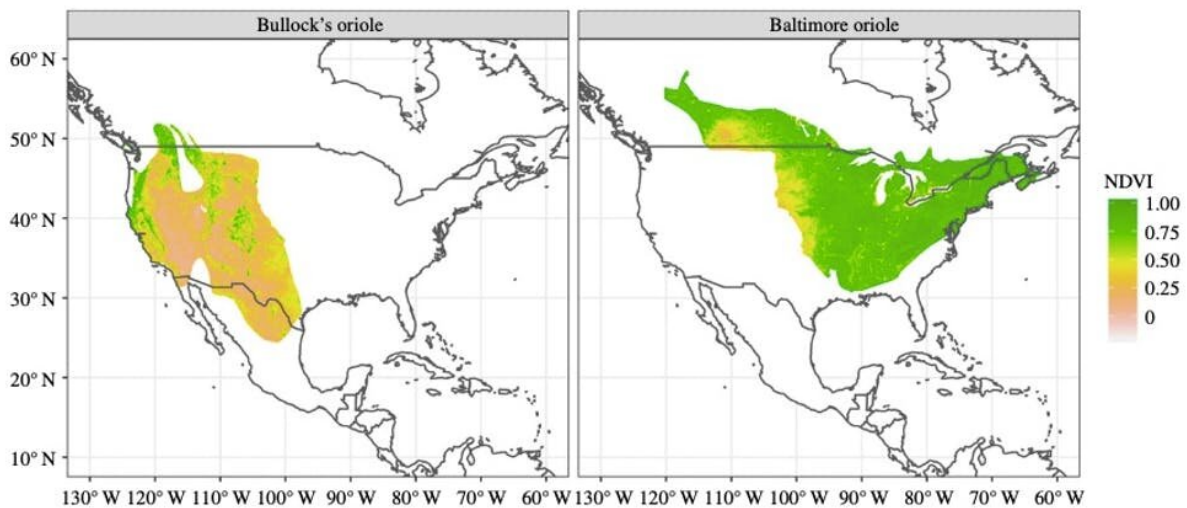 Bullock's oriole
Baltimore oriole
60° N
50° N
40° N
30° N
20° N
10° N
130° W 120° W 110° W 100° W 90° W 80° W 70° W 60° W
130° W 120° W 110° W 100° W 90° W 80° W 70° W 60° W
NDVI
1.00
0.75
0.50
0.25
0